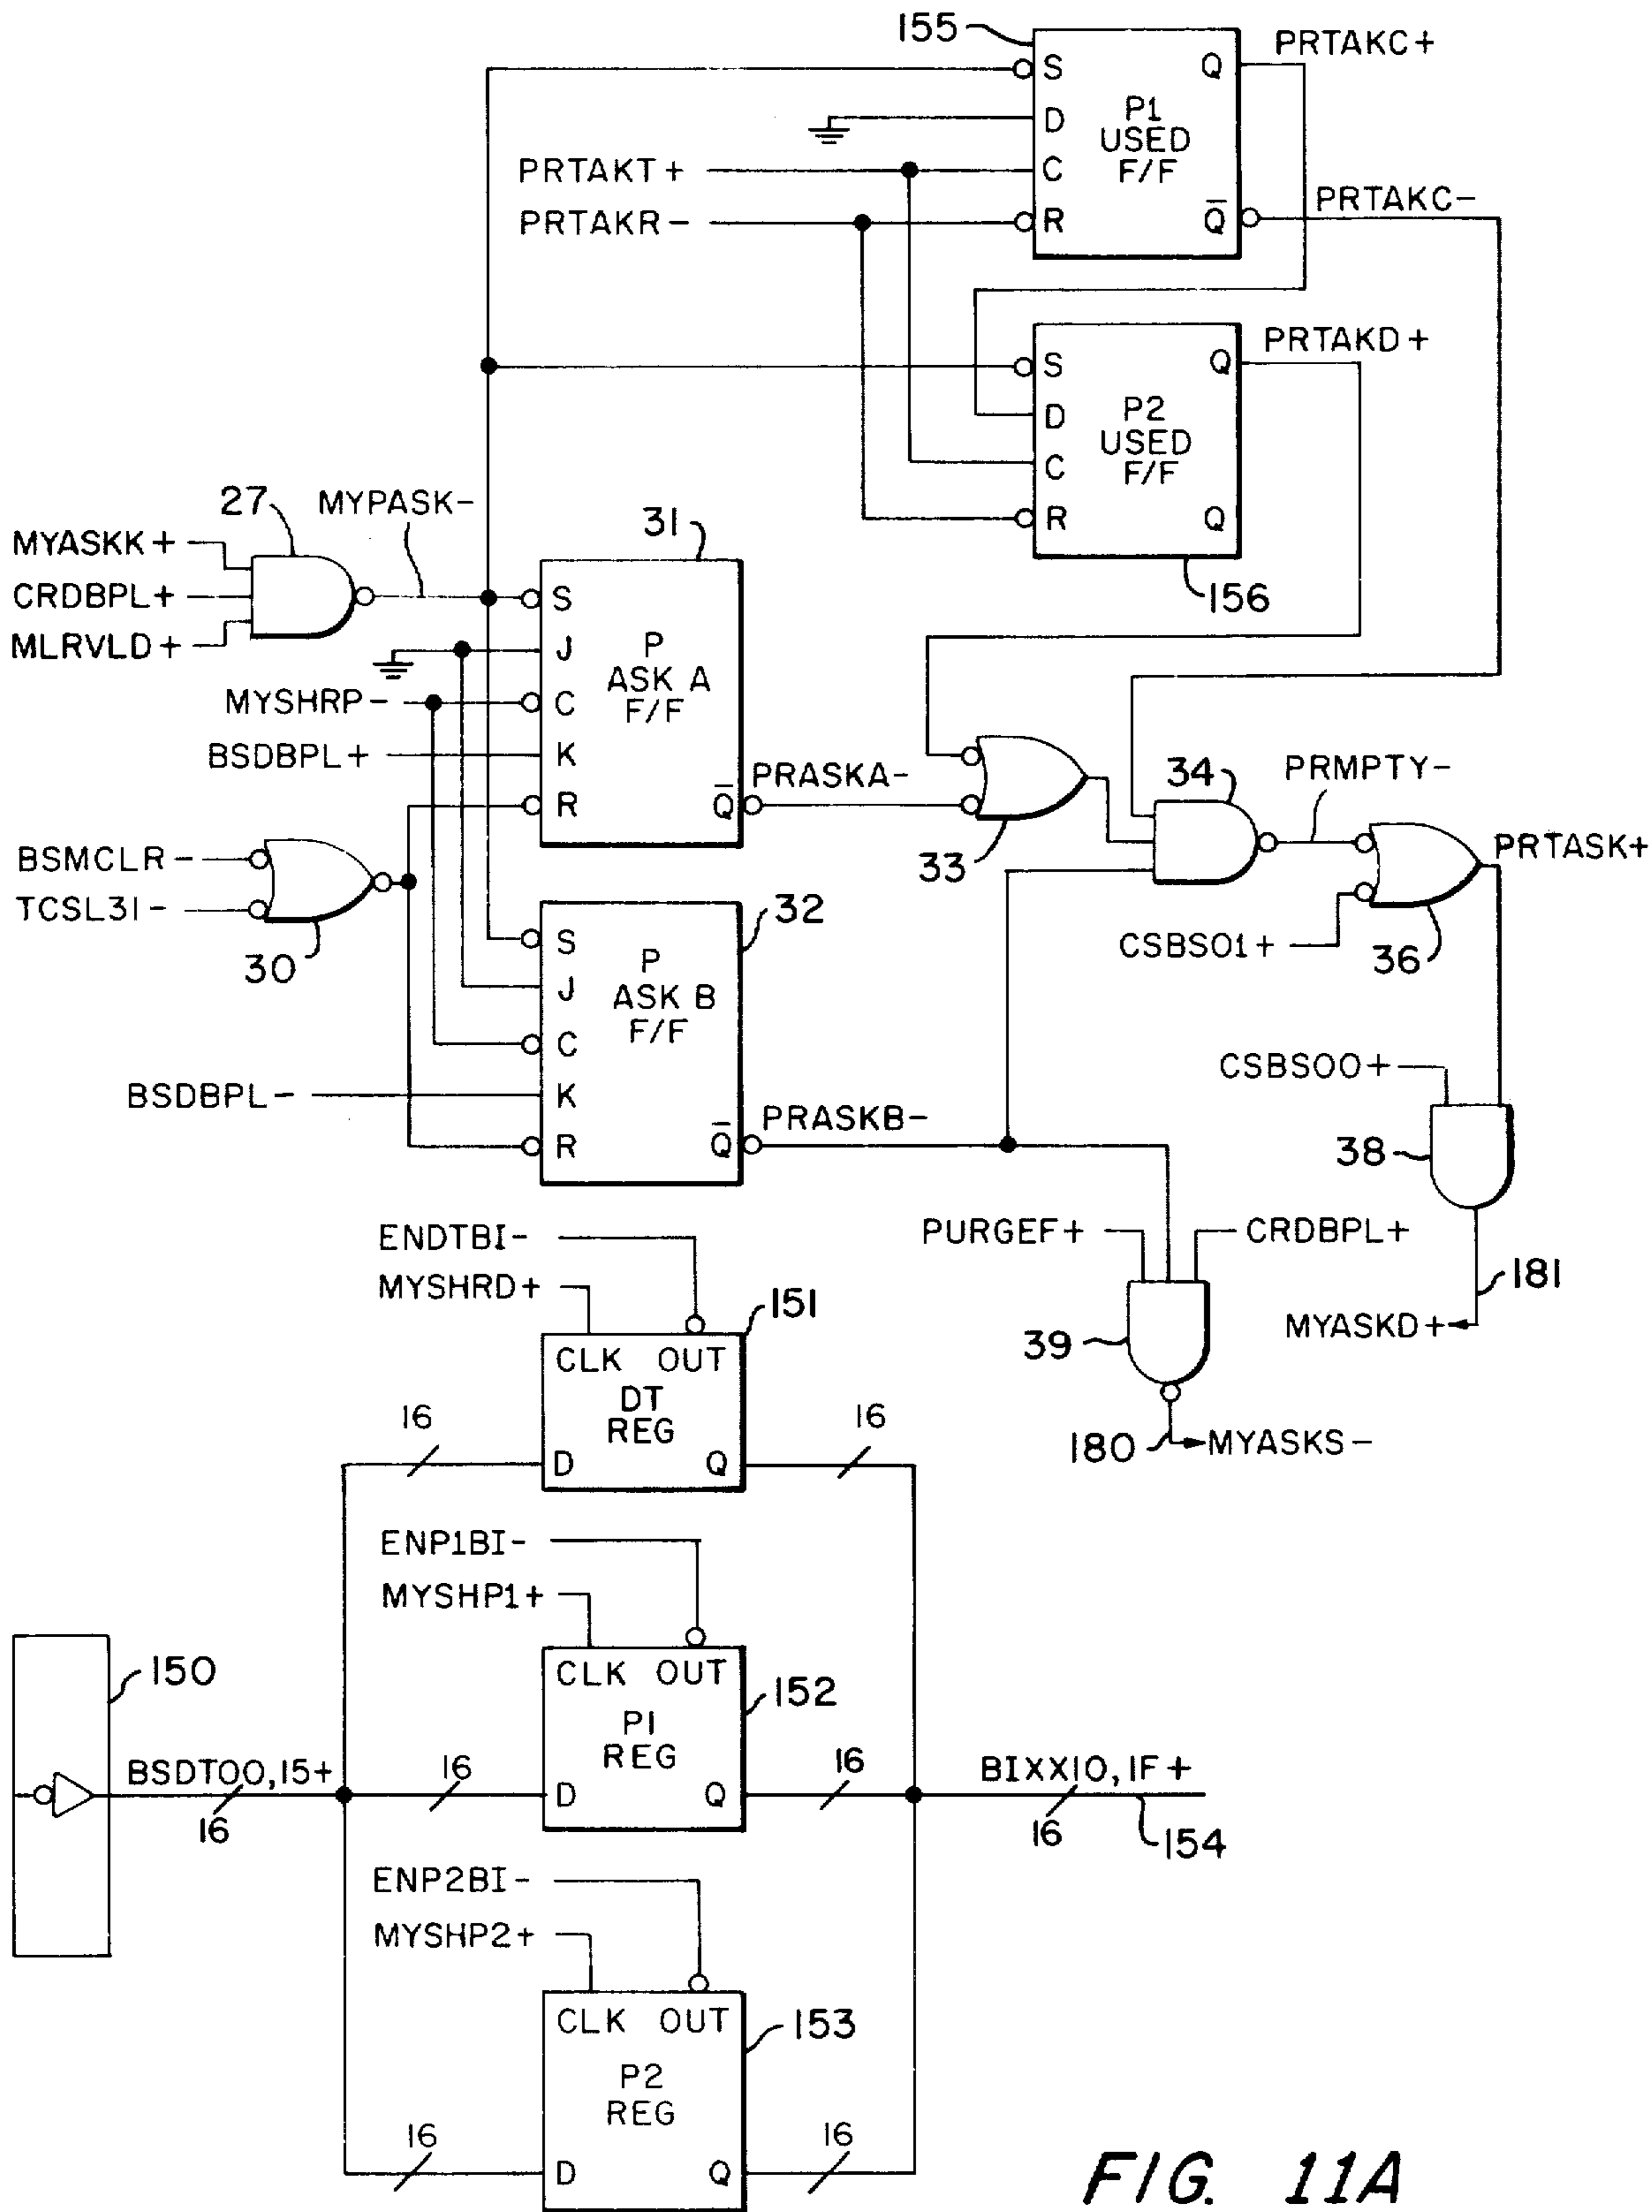 155
PRTAKC+
S
Q
D
P1
USED
F/F
PRTAKT+
C
PRTAKR-
R
Q̅
PRTAKC-
S
Q
PRTAKD+
D
P2
USED
F/F
C
R
Q
156
27
MYPASK-
MYASKK+
CRDBPL+
MLRVLD+
31
S
J
P
ASK A
F/F
MYSHRP-
C
BSDBPL+
K
R
Q̅
PRASKA-
33
34
PRMPTY-
PRTASK+
CSBS01+
36
BSMCLR-
TCSL31-
30
32
S
J
P
ASK B
F/F
C
BSDBPL-
K
R
Q̅
PRASKB-
CSBS00+
38
181
MYASKD+
PURGEF+
CRDBPL+
39
180
MYASKS-
ENDTBI-
MYSHRD+
151
CLK OUT
DT
REG
16
D
Q
16
ENP1BI-
MYSHP1+
152
CLK OUT
P1
REG
150
BSDT00,15+
16
16
D
Q
16
BIXX10,1F+
16
154
ENP2BI-
MYSHP2+
153
CLK OUT
P2
REG
16
D
Q
16
FIG. 11A